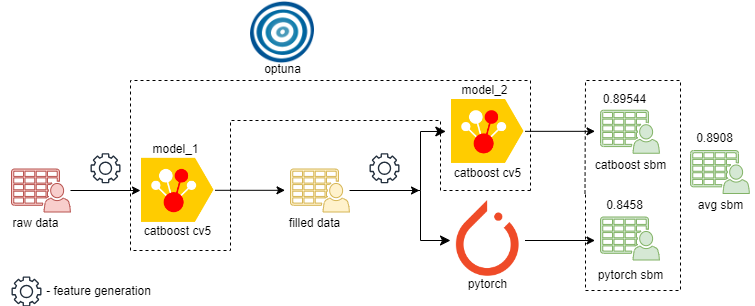 optuna
model_2
model_1
0.89544
catboost cv5
catboost sbm
0.8908
raw data
catboost cv5
filled data
0.8458
avg sbm
pytorch
pytorch sbm
- feature generation